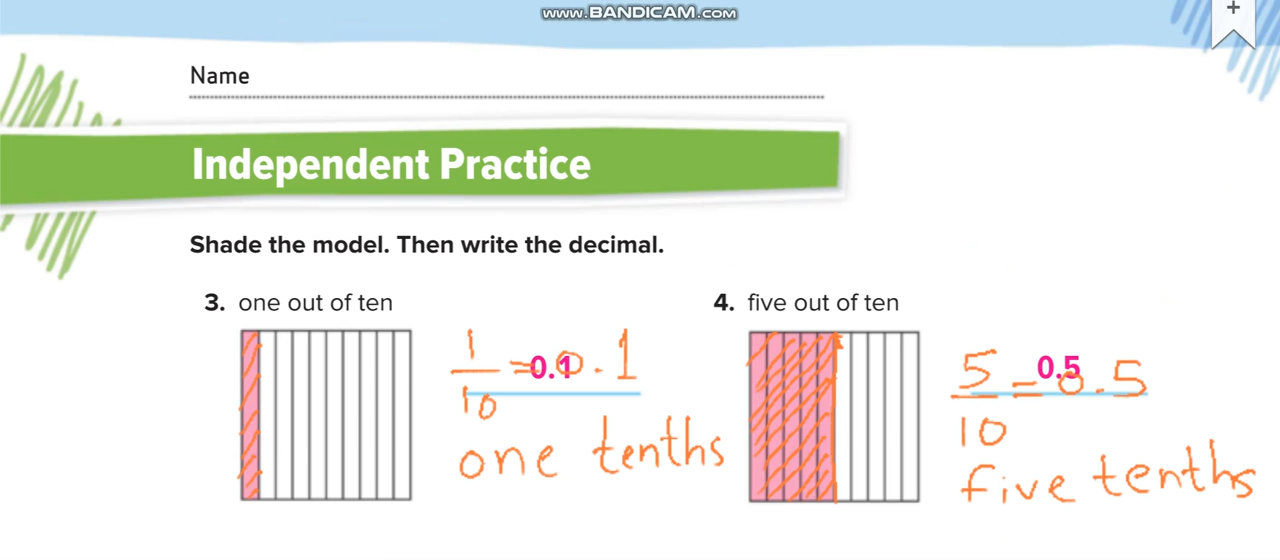 www.BANDICAM.com
+
Name
Independent Practice
Shade the model. Then write the decimal.
3. one out of ten
1/10 = 0.1
0.1
one tenths
4. five out of ten
5/10 = 0.5
0.5
five tenths